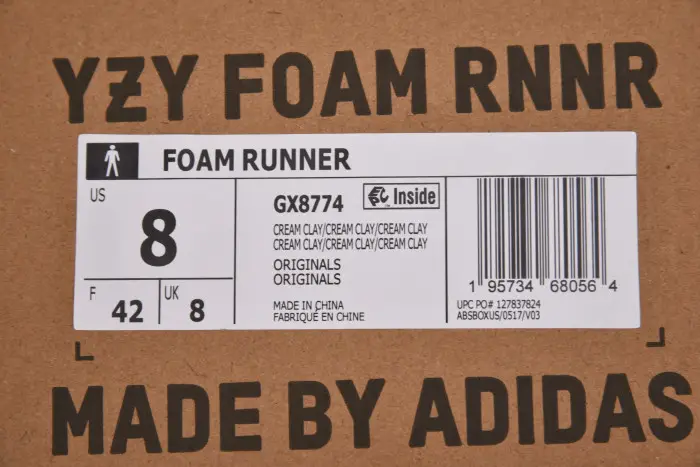 YZY FOAM RNNR
FOAM RUNNER
US
8
F
42
UK
8
GX8774
Inside
CREAM CLAY/CREAM CLAY/CREAM CLAY
CREAM CLAY/CREAM CLAY/CREAM CLAY
ORIGINALS
ORIGINALS
MADE IN CHINA
FABRIQUÉ EN CHINE
1 95734 68056 4
UPC PO# 127837824
ABSBOXUS/0517/V03
MADE BY ADIDAS